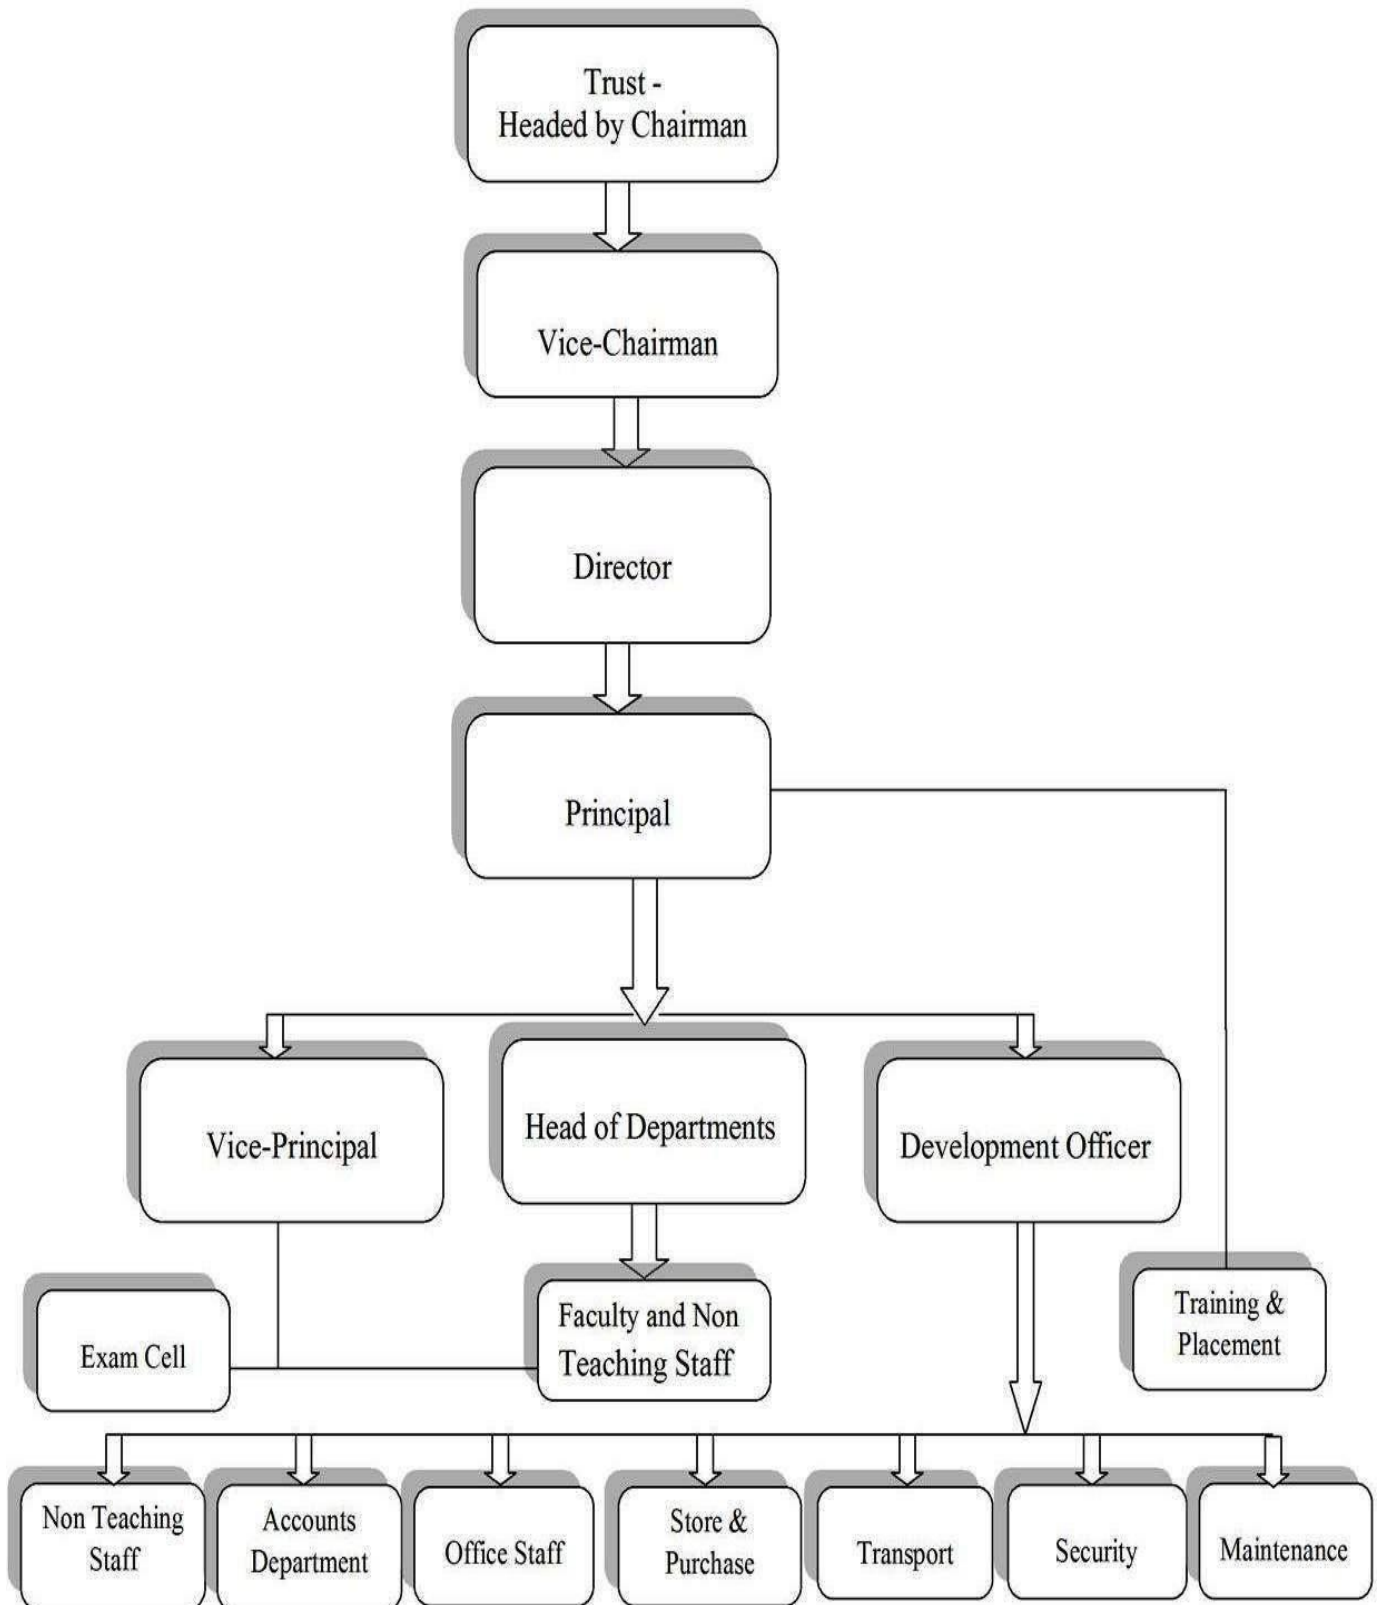 Trust -
Headed by Chairman
Vice-Chairman
Director
Principal
Vice-Principal
Head of Departments
Development Officer
Exam Cell
Faculty and Non
Teaching Staff
Training &
Placement
Non Teaching
Staff
Accounts
Department
Office Staff
Store &
Purchase
Transport
Security
Maintenance